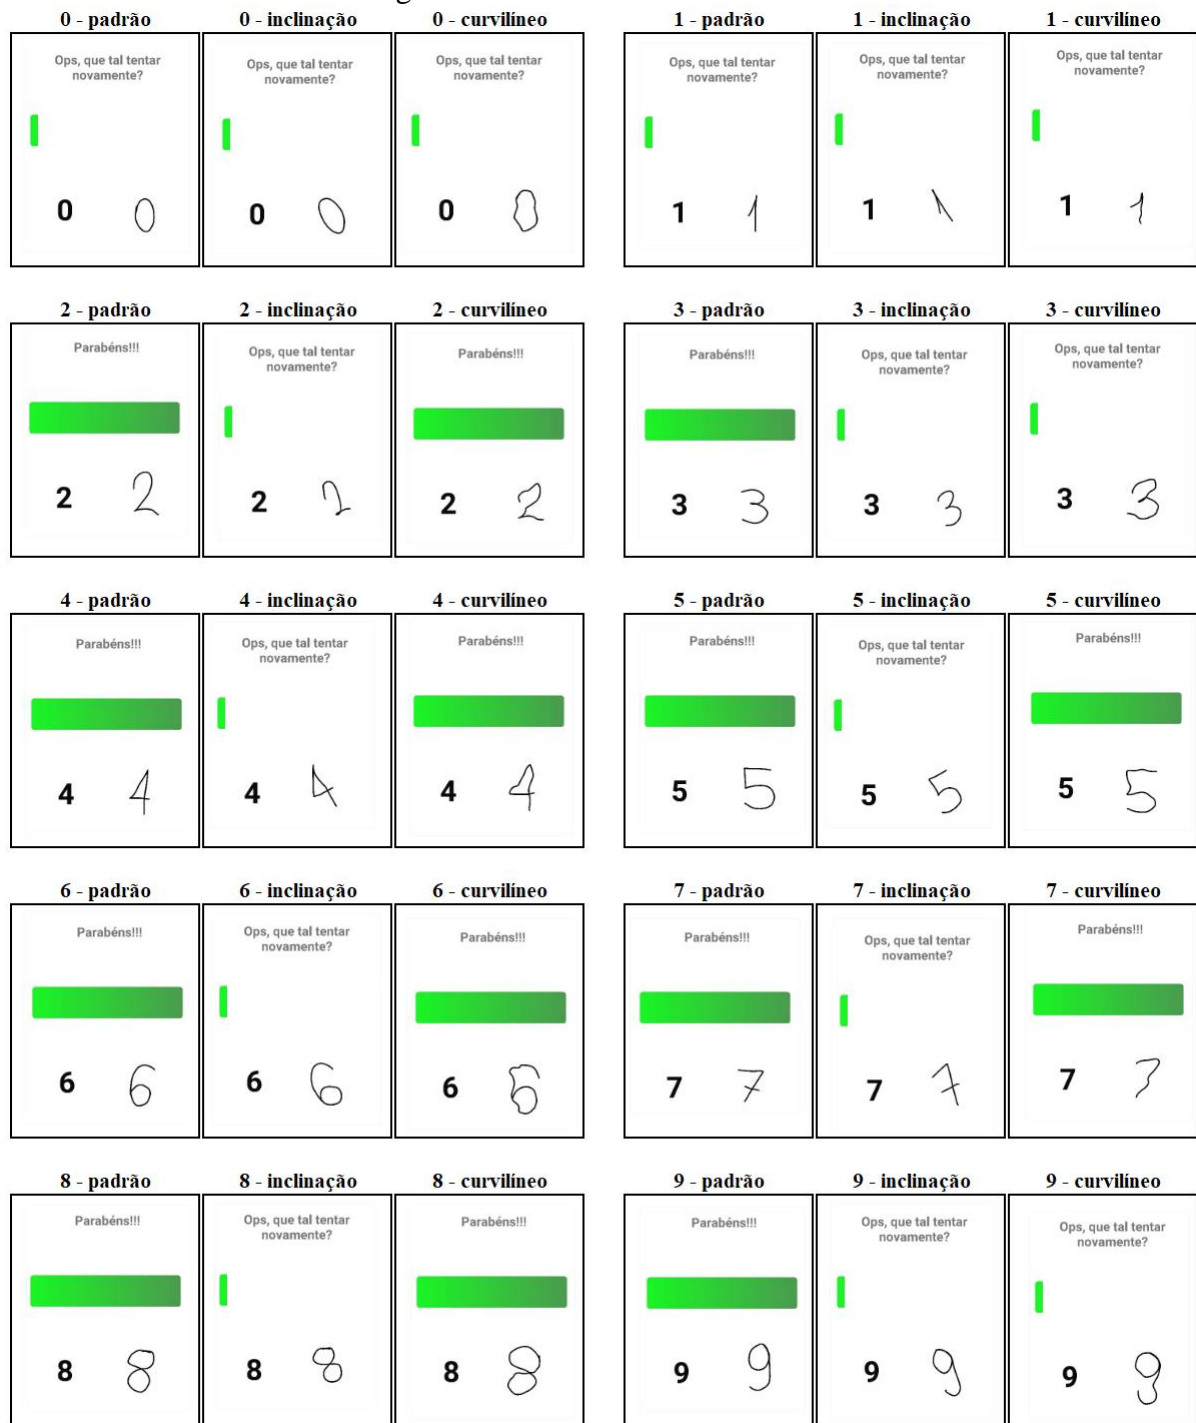 0 - padrão 0 - inclinação 0 - curvilíneo 1 - padrão 1 - inclinação 1 - curvilíneo
Ops, que tal tentar novamente?
0 0
Ops, que tal tentar novamente?
0 0
Ops, que tal tentar novamente?
0 0
Ops, que tal tentar novamente?
1 1
Ops, que tal tentar novamente?
1 1
Ops, que tal tentar novamente?
1 1
2 - padrão 2 - inclinação 2 - curvilíneo 3 - padrão 3 - inclinação 3 - curvilíneo
Parabéns!!!
2 2
Ops, que tal tentar novamente?
2 2
Parabéns!!!
2 2
Parabéns!!!
3 3
Ops, que tal tentar novamente?
3 3
Ops, que tal tentar novamente?
3 3
4 - padrão 4 - inclinação 4 - curvilíneo 5 - padrão 5 - inclinação 5 - curvilíneo
Parabéns!!!
4 4
Ops, que tal tentar novamente?
4 4
Parabéns!!!
4 4
Parabéns!!!
5 5
Ops, que tal tentar novamente?
5 5
Parabéns!!!
5 5
6 - padrão 6 - inclinação 6 - curvilíneo 7 - padrão 7 - inclinação 7 - curvilíneo
Parabéns!!!
6 6
Ops, que tal tentar novamente?
6 6
Parabéns!!!
6 6
Parabéns!!!
7 7
Ops, que tal tentar novamente?
7 7
Parabéns!!!
7 7
8 - padrão 8 - inclinação 8 - curvilíneo 9 - padrão 9 - inclinação 9 - curvilíneo
Parabéns!!!
8 8
Ops, que tal tentar novamente?
8 8
Parabéns!!!
8 8
Parabéns!!!
9 9
Ops, que tal tentar novamente?
9 9
Ops, que tal tentar novamente?
9 9